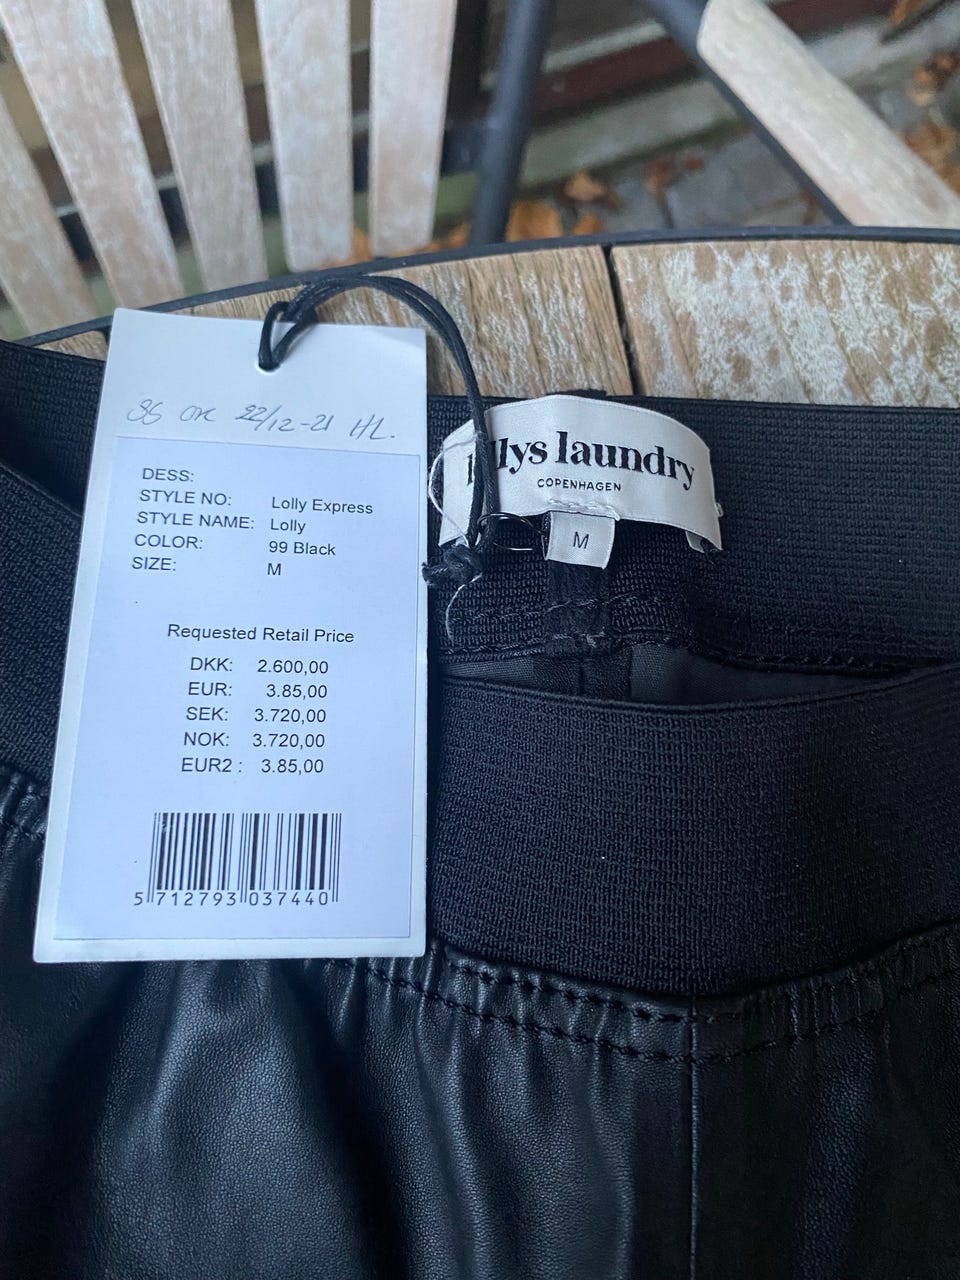 22/12-21 HL.
DESS:
STYLE NO: Lolly Express
STYLE NAME: Lolly
COLOR: 99 Black
SIZE: M
Requested Retail Price
DKK: 2.600,00
EUR: 3.85,00
SEK: 3.720,00
NOK: 3.720,00
EUR2 : 3.85,00
5 712793 037440
lollys laundry
COPENHAGEN
M